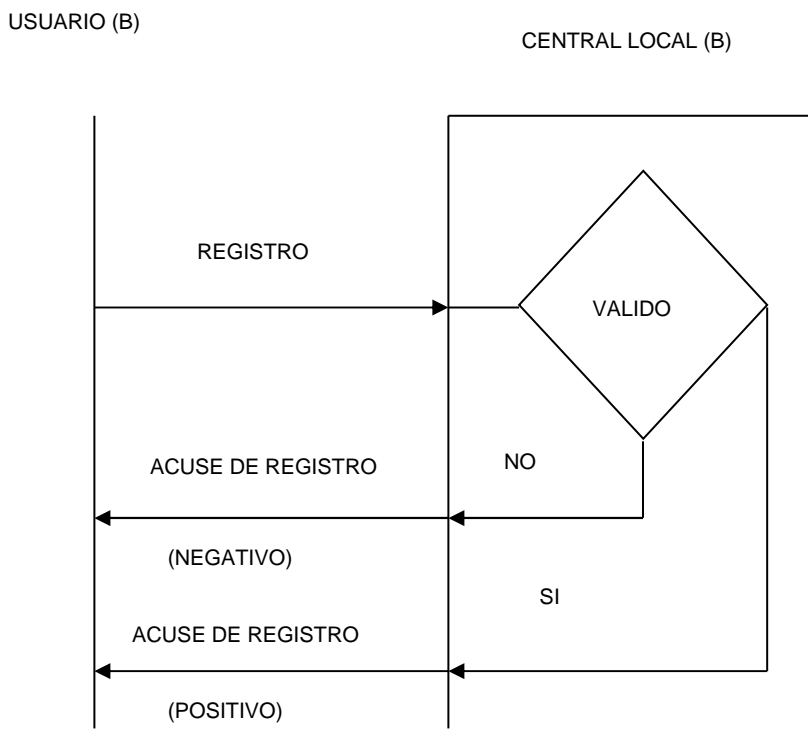 USUARIO (B)
CENTRAL LOCAL (B)
REGISTRO
VALIDO
ACUSE DE REGISTRO
NO
(NEGATIVO)
SI
ACUSE DE REGISTRO
(POSITIVO)